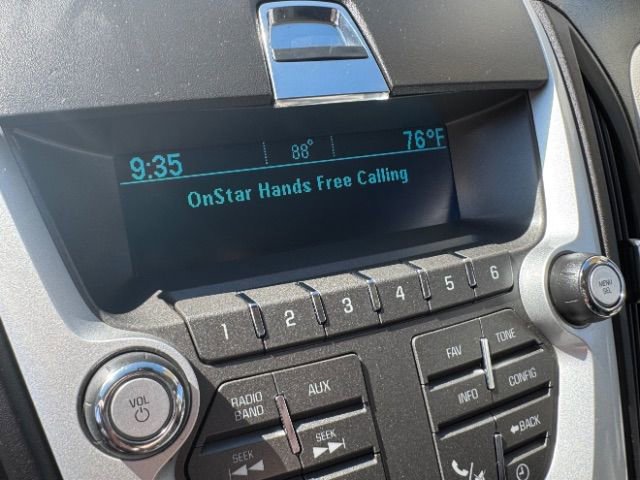 9:35 88° 76°F
OnStar Hands Free Calling
1 2 3 4 5 6
MENU
SEL
VOL
RADIO
BAND
AUX
SEEK
SEEK
FAV
TONE
INFO
CONFIG
BACK